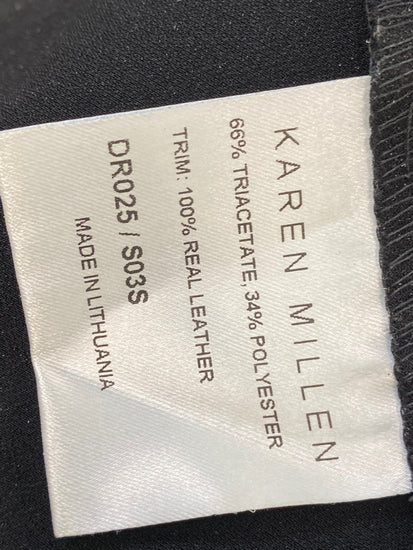 KAREN MILLEN
66% TRIACETATE, 34% POLYESTER
TRIM: 100% REAL LEATHER
DR025 / S03S
MADE IN LITHUANIA